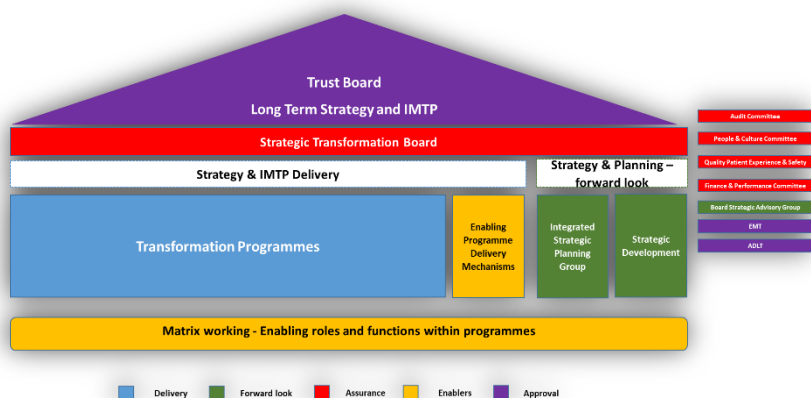 Trust Board
Long Term Strategy and IMTP
Strategic Transformation Board
Strategy & IMTP Delivery
Strategy & Planning –
forward look
Transformation Programmes
Enabling
Programme
Delivery
Mechanisms
Integrated
Strategic
Planning
Group
Strategic
Development
Matrix working - Enabling roles and functions within programmes
Audit Committee
People & Culture Committee
Quality Patient Experience & Safety
Finance & Performance Committee
Board Strategic Advisory Group
EMT
ADLT
Delivery
Forward look
Assurance
Enablers
Approval